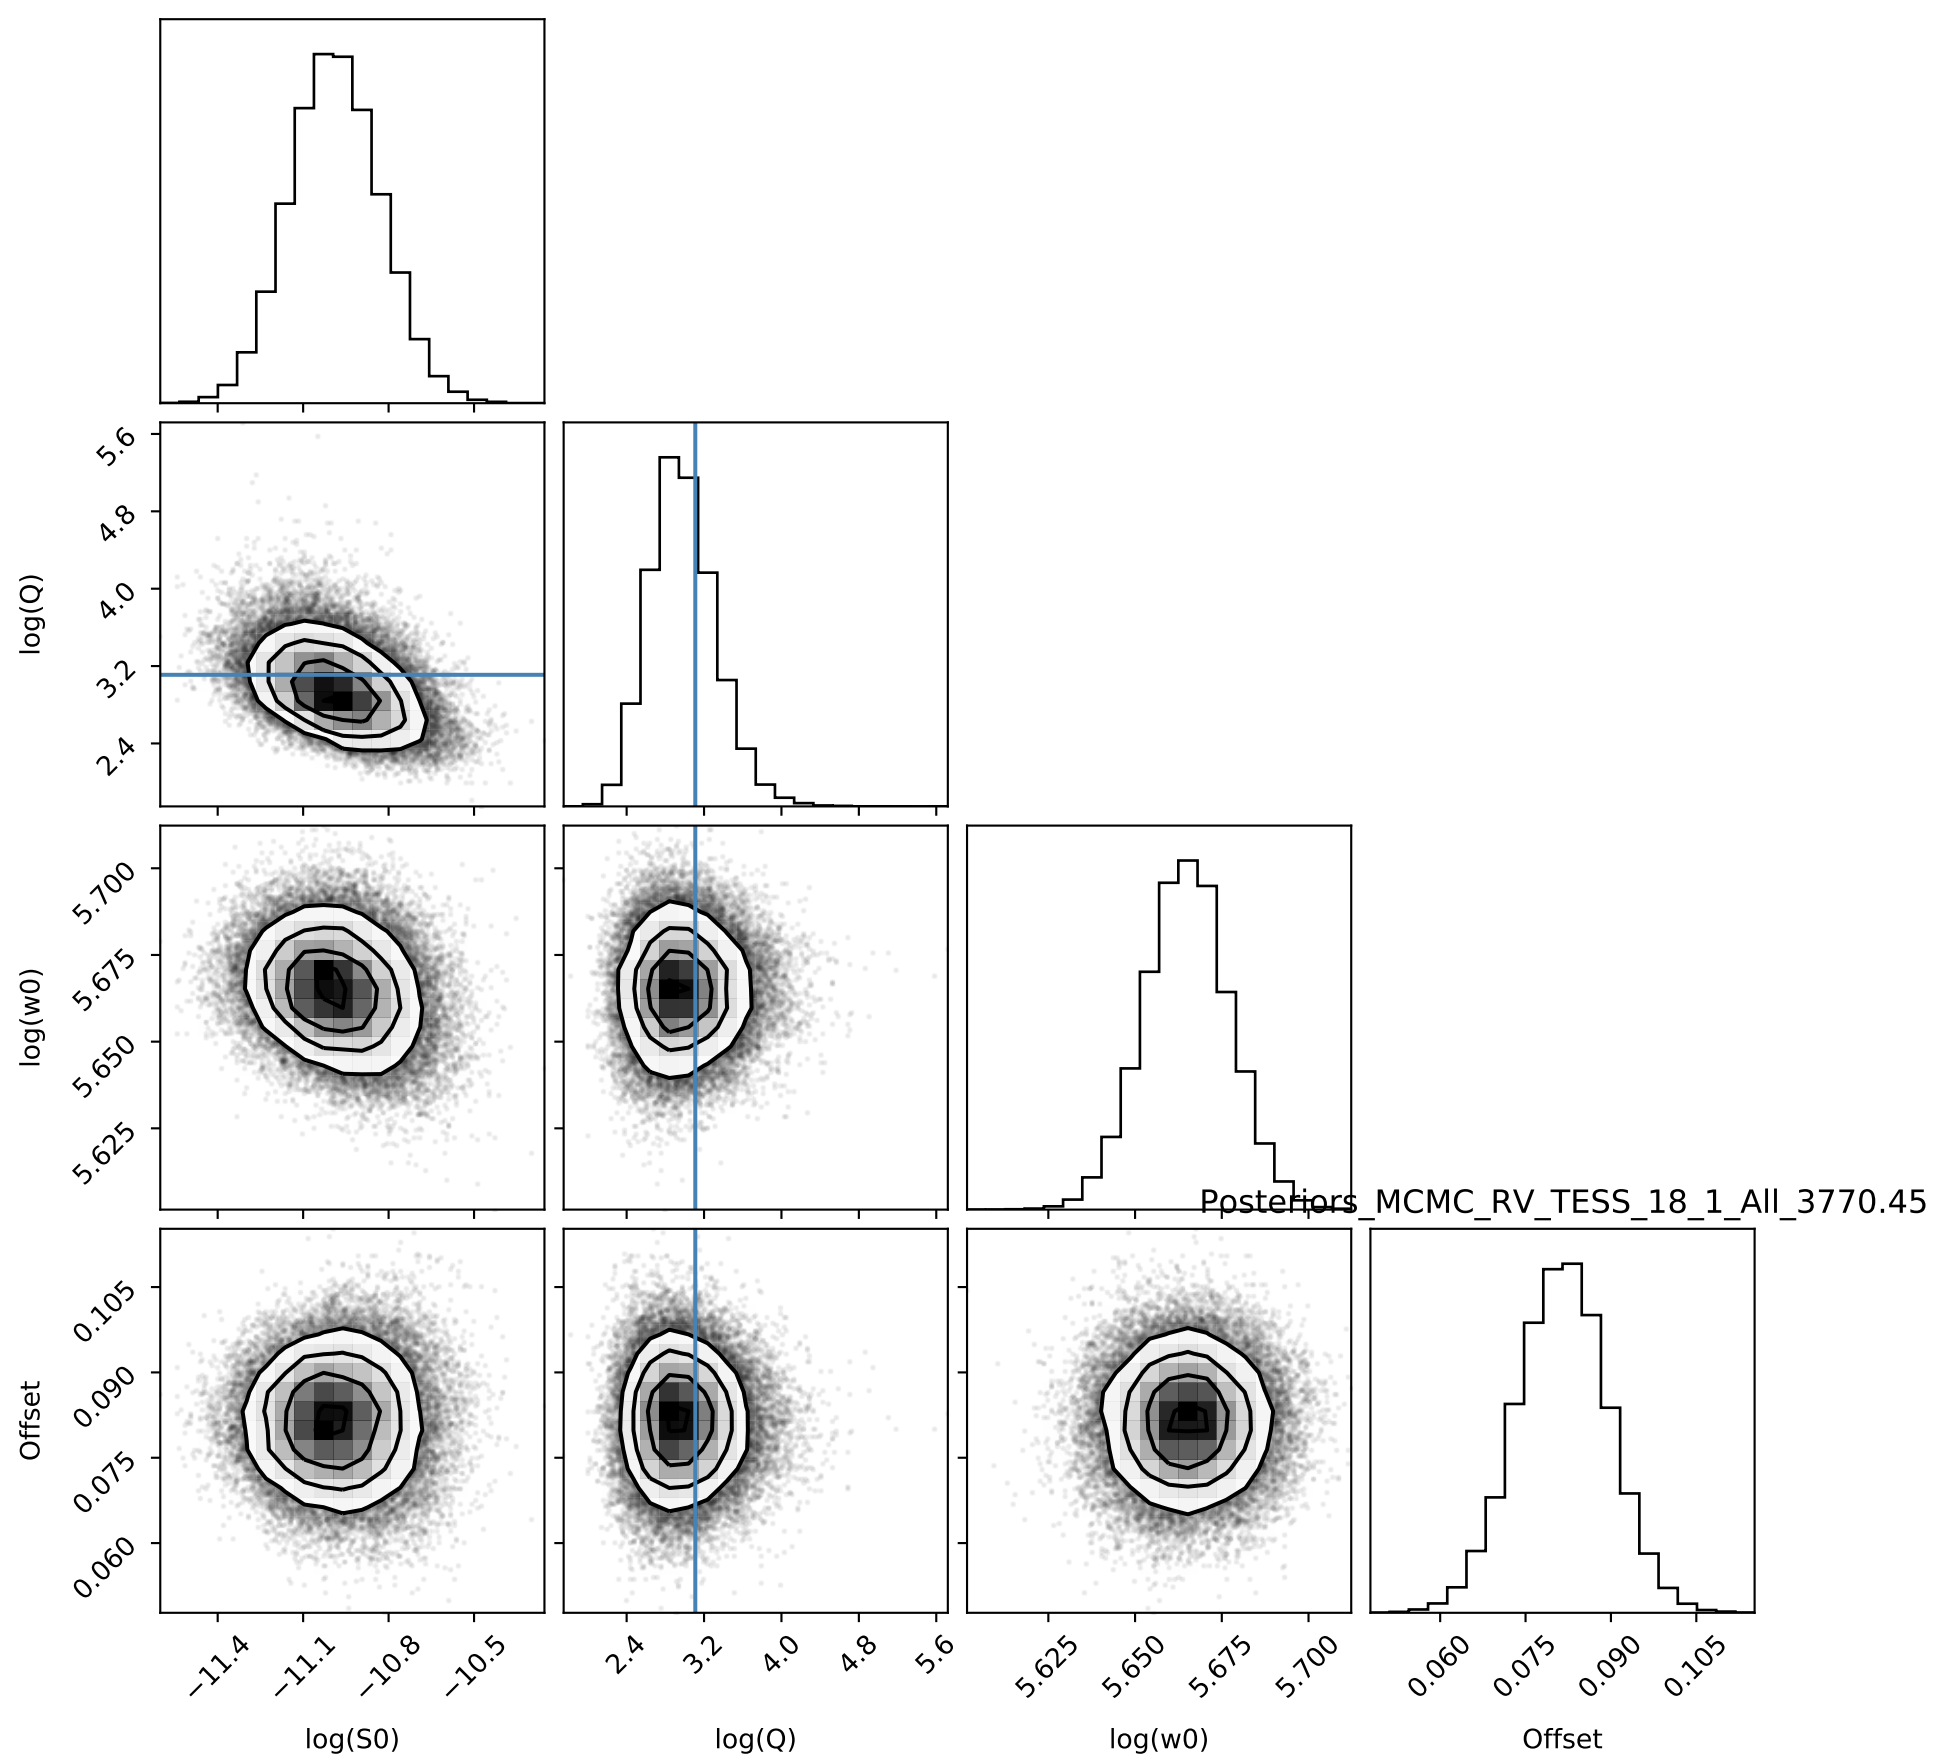 5.6
4.8
4.0
3.2
2.4
log(Q)
5.700
5.675
5.650
5.625
log(w0)
Posteriors_MCMC_RV_TESS_18_1_All_3770.45
0.105
0.090
0.075
0.060
Offset
−11.4 −11.1 −10.8 −10.5 2.4 3.2 4.0 4.8 5.6 5.625 5.650 5.675 5.700 0.060 0.075 0.090 0.105
log(S0) log(Q) log(w0) Offset